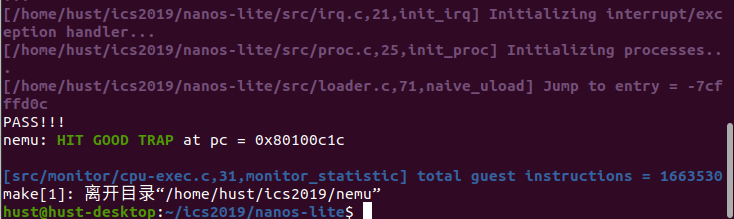 [/home/hust/ics2019/nanos-lite/src/irq.c,21,init_irq] Initializing interrupt/exc
eption handler...
[/home/hust/ics2019/nanos-lite/src/proc.c,25,init_proc] Initializing processes..
.
[/home/hust/ics2019/nanos-lite/src/loader.c,71,naive_uload] Jump to entry = -7cf
ffd0c
PASS!!!
nemu: HIT GOOD TRAP at pc = 0x80100c1c
[src/monitor/cpu-exec.c,31,monitor_statistic] total guest instructions = 1663530
make[1]: 离开目录“/home/hust/ics2019/nemu”
hust@hust-desktop:~/ics2019/nanos-lite$